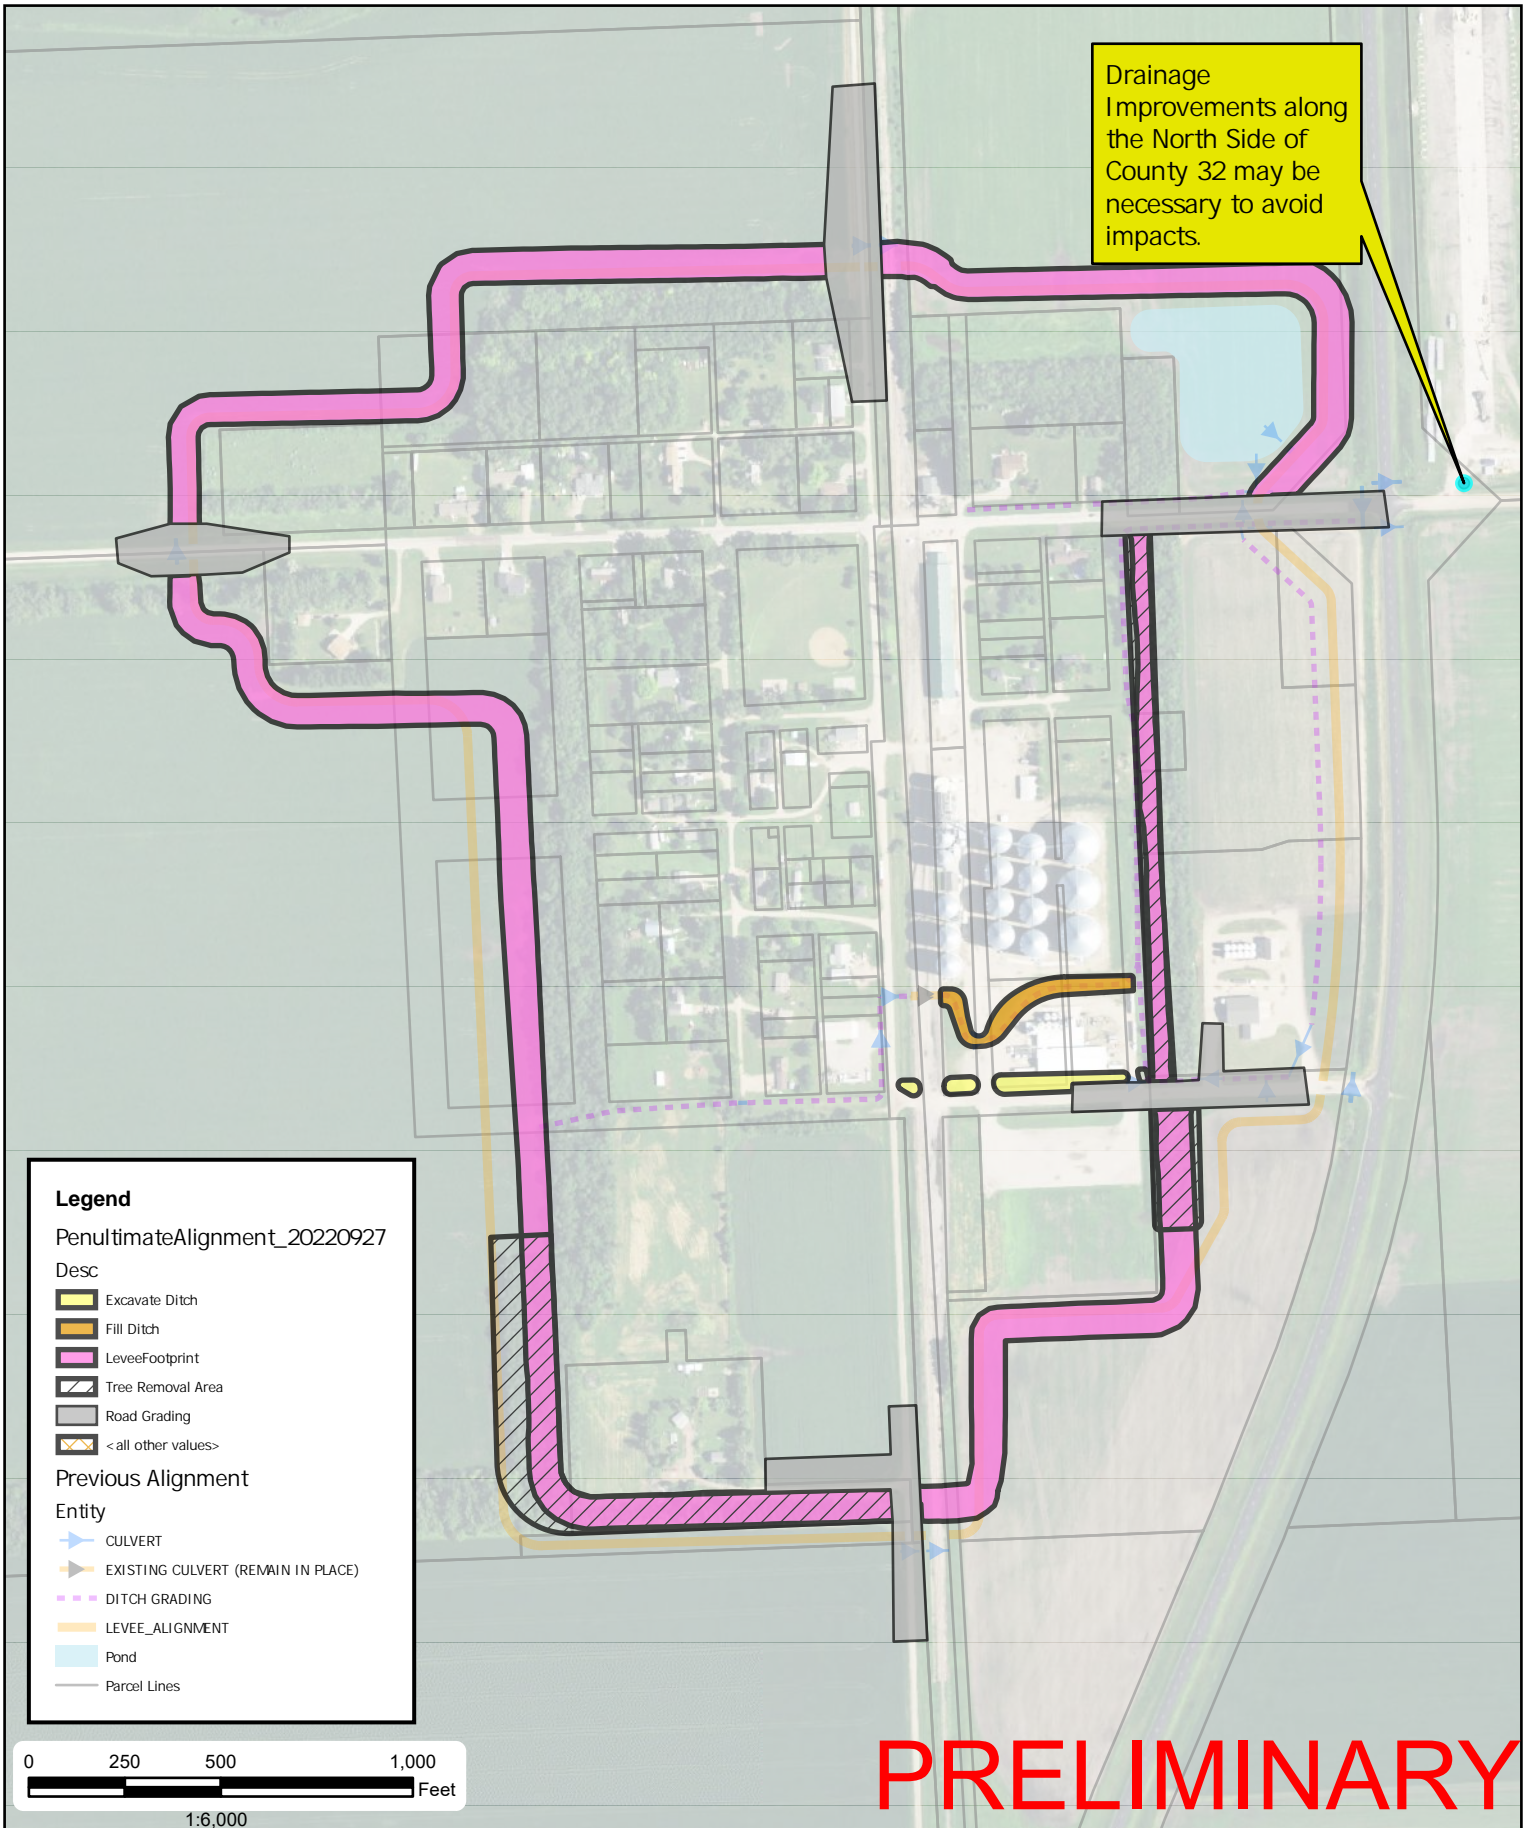 Drainage
Improvements along
the North Side of
County 32 may be
necessary to avoid
impacts.
Legend
PenultimateAlignment_20220927
Desc
Excavate Ditch
Fill Ditch
LeveeFootprint
Tree Removal Area
Road Grading
<all other values>
Previous Alignment
Entity
CULVERT
EXISTING CULVERT (REMAIN IN PLACE)
DITCH GRADING
LEVEE_ALIGNMENT
Pond
Parcel Lines
0 250 500 1,000
Feet
1:6,000
PRELIMINARY